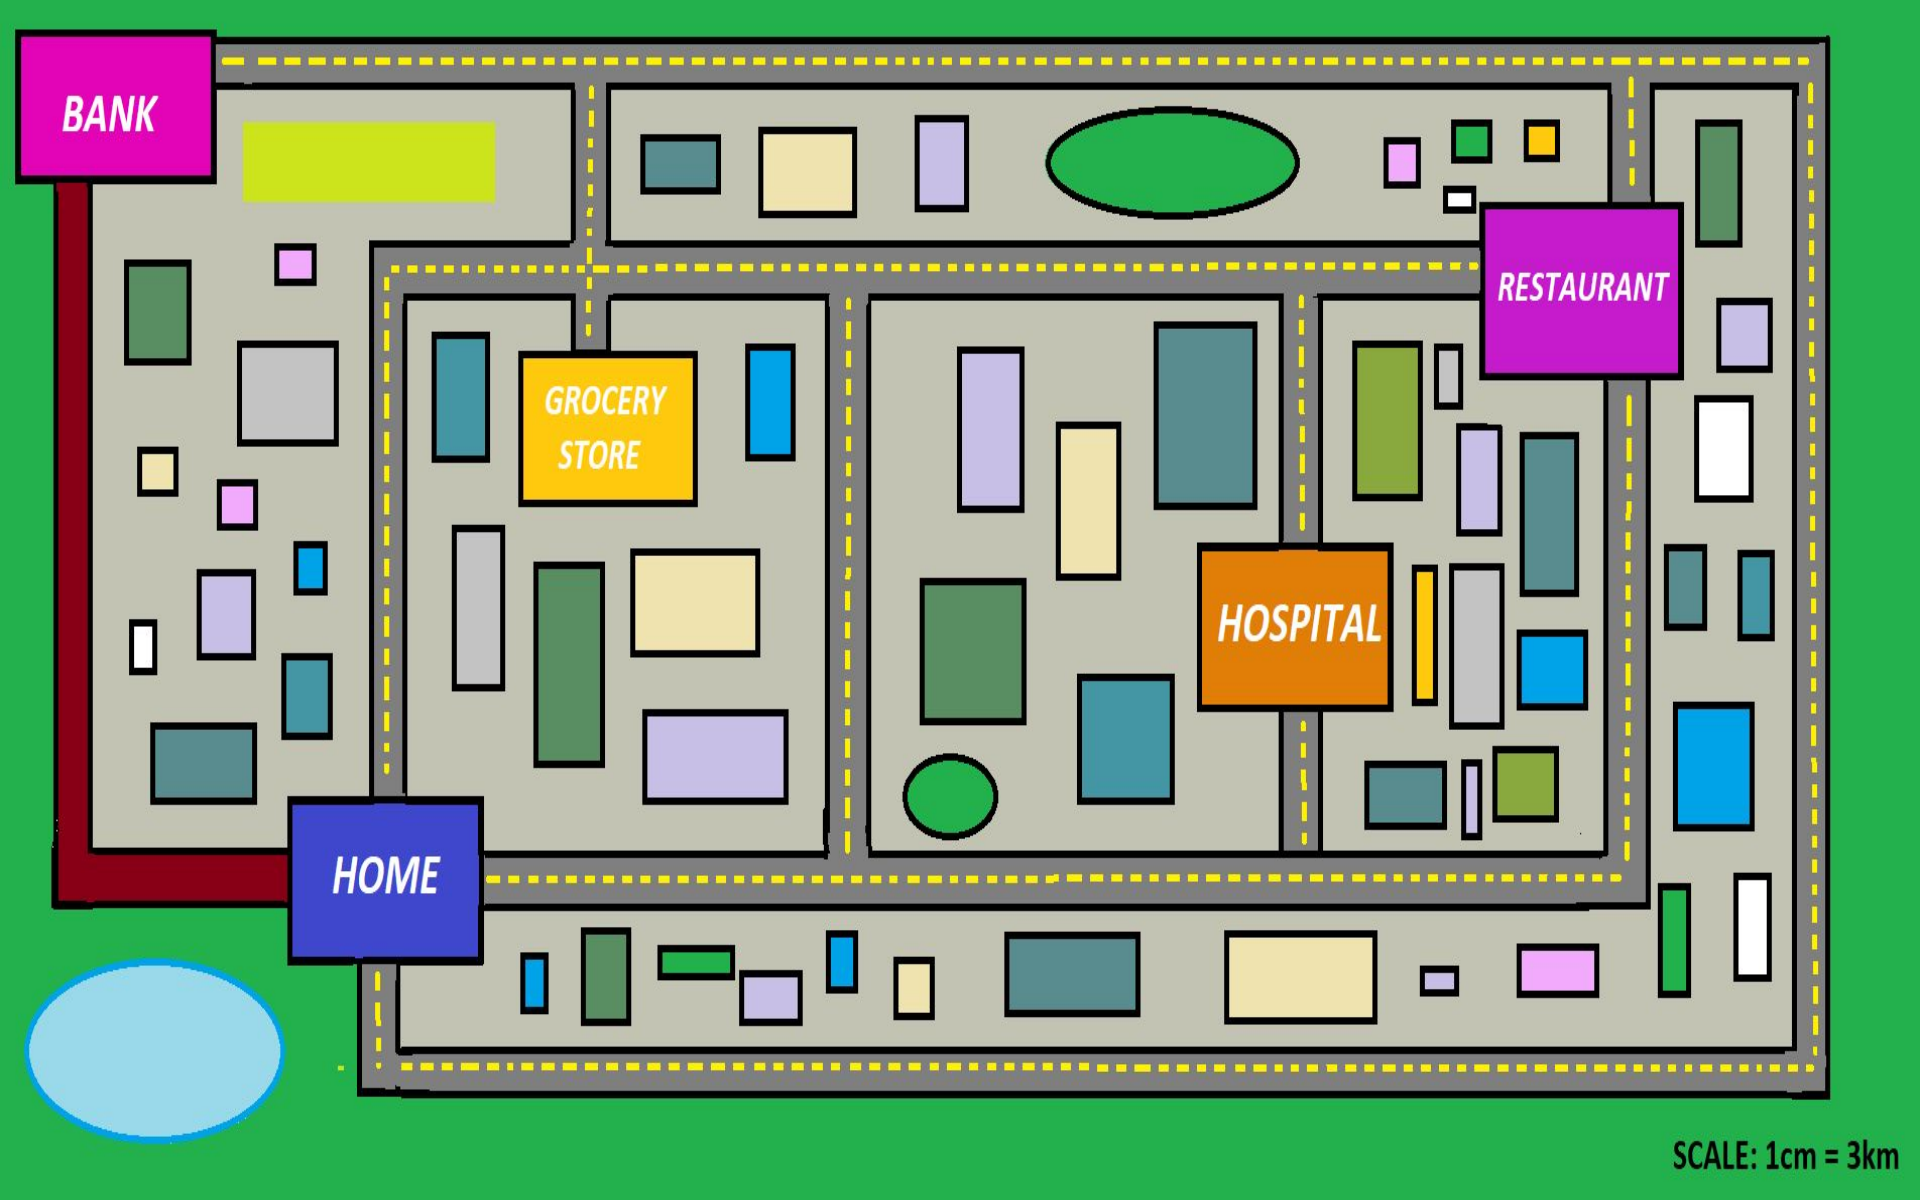 BANK
RESTAURANT
GROCERY
STORE
HOSPITAL
HOME
SCALE: 1cm = 3km